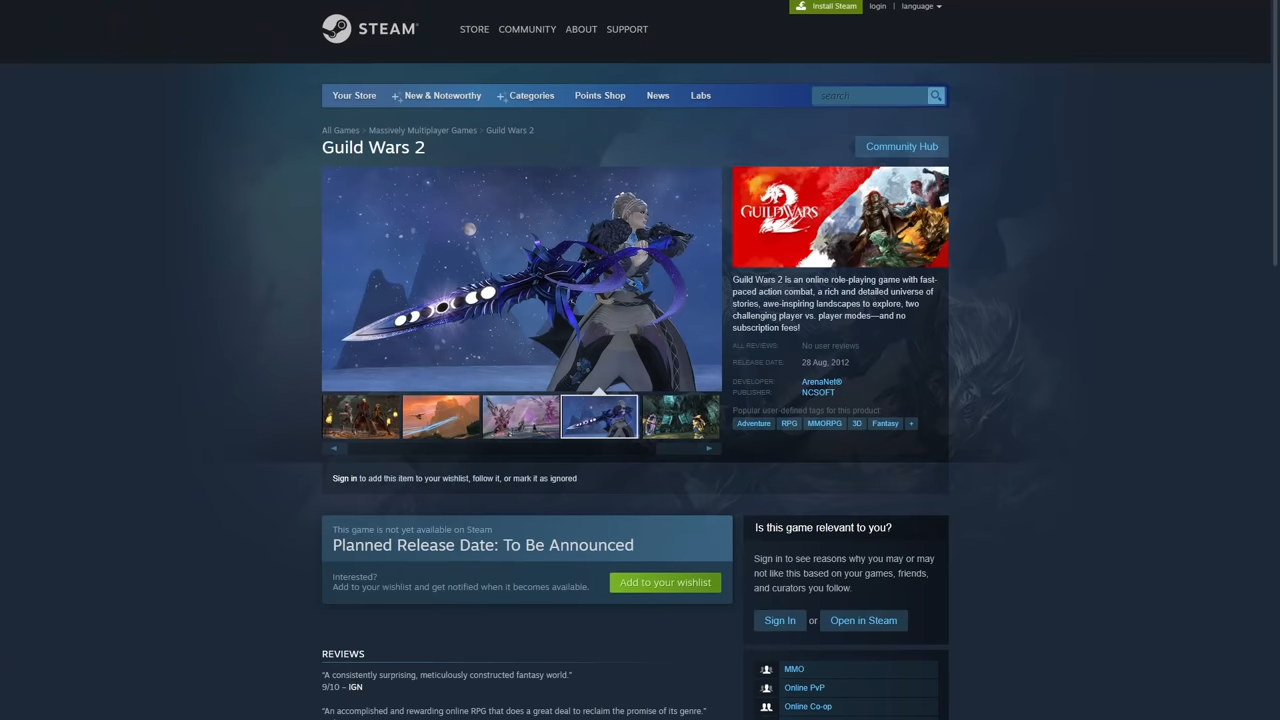 Install Steam
login | language
STEAM
STORE COMMUNITY ABOUT SUPPORT
Your Store New & Noteworthy Categories Points Shop News Labs
search
All Games > Massively Multiplayer Games > Guild Wars 2
Guild Wars 2
Community Hub
GUILD WARS 2
Guild Wars 2 is an online role-playing game with fast-
paced action combat, a rich and detailed universe of
stories, awe-inspiring landscapes to explore, two
challenging player vs. player modes—and no
subscription fees!
ALL REVIEWS: No user reviews
RELEASE DATE: 28 Aug, 2012
DEVELOPER: ArenaNet®
PUBLISHER: NCSOFT
Popular user-defined tags for this product
Adventure RPG MMORPG 3D Fantasy +
Sign in to add this item to your wishlist, follow it, or mark it as ignored
This game is not yet available on Steam
Planned Release Date: To Be Announced
Interested?
Add to your wishlist and get notified when it becomes available.
Add to your wishlist
Is this game relevant to you?
Sign in to see reasons why you may or may
not like this based on your games, friends,
and curators you follow.
Sign In or Open in Steam
REVIEWS
“A consistently surprising, meticulously constructed fantasy world.”
9/10 – IGN
“An accomplished and rewarding online RPG that does a great deal to reclaim the promise of its genre.”
MMO
Online PvP
Online Co-op